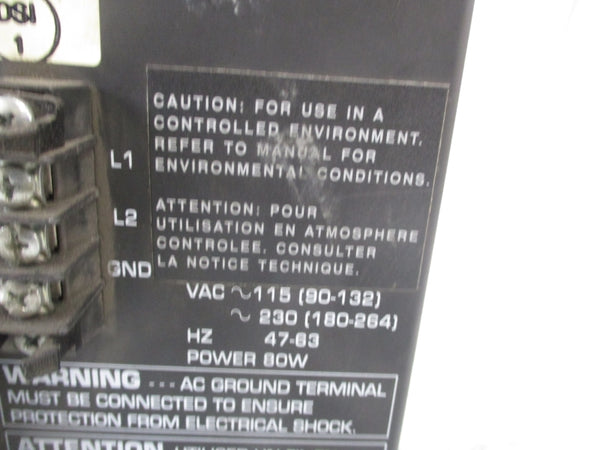 OSI
1
CAUTION: FOR USE IN A
CONTROLLED ENVIRONMENT.
REFER TO MANUAL FOR
ENVIRONMENTAL CONDITIONS.
L1
ATTENTION: POUR
UTILISATION EN ATMOSPHERE
CONTROLEE, CONSULTER
LA NOTICE TECHNIQUE.
L2
GND
VAC ~115 (90-132)
~ 230 (180-264)
HZ 47-63
POWER 80W
WARNING --- AC GROUND TERMINAL
MUST BE CONNECTED TO ENSURE
PROTECTION FROM ELECTRICAL SHOCK.
ATTENTION